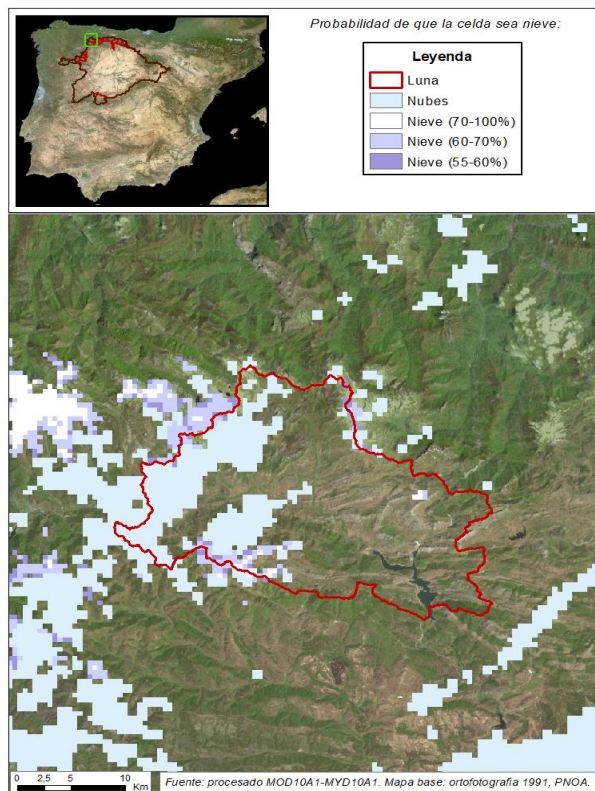 Probabilidad de que la celda sea nieve:
Leyenda
Luna
Nubes
Nieve (70-100%)
Nieve (60-70%)
Nieve (55-60%)
0 2,5 5 10
Km
Fuente: procesado MOD10A1-MYD10A1. Mapa base: ortofotografía 1991, PNOA.